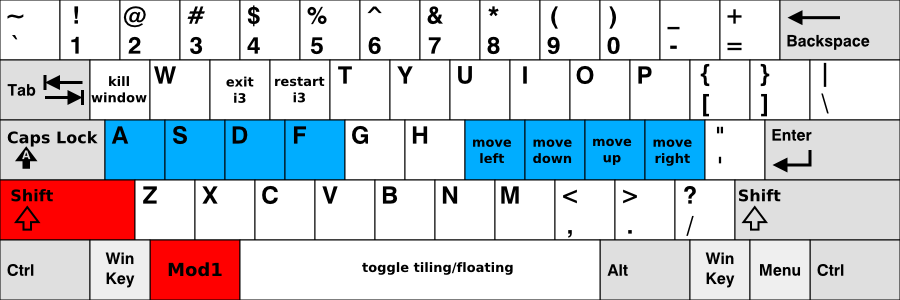 ~ ! @ # $ % ^ & * ( ) _ +
` 1 2 3 4 5 6 7 8 9 0 - = Backspace
Tab kill window W exit i3 restart i3 T Y U I O P { [ } ] | \
Caps Lock A A S D F G H move left move down move up move right " ' Enter
Shift Z X C V B N M < , > . ? / Shift
Ctrl Win Key Mod1 toggle tiling/floating Alt Win Key Menu Ctrl